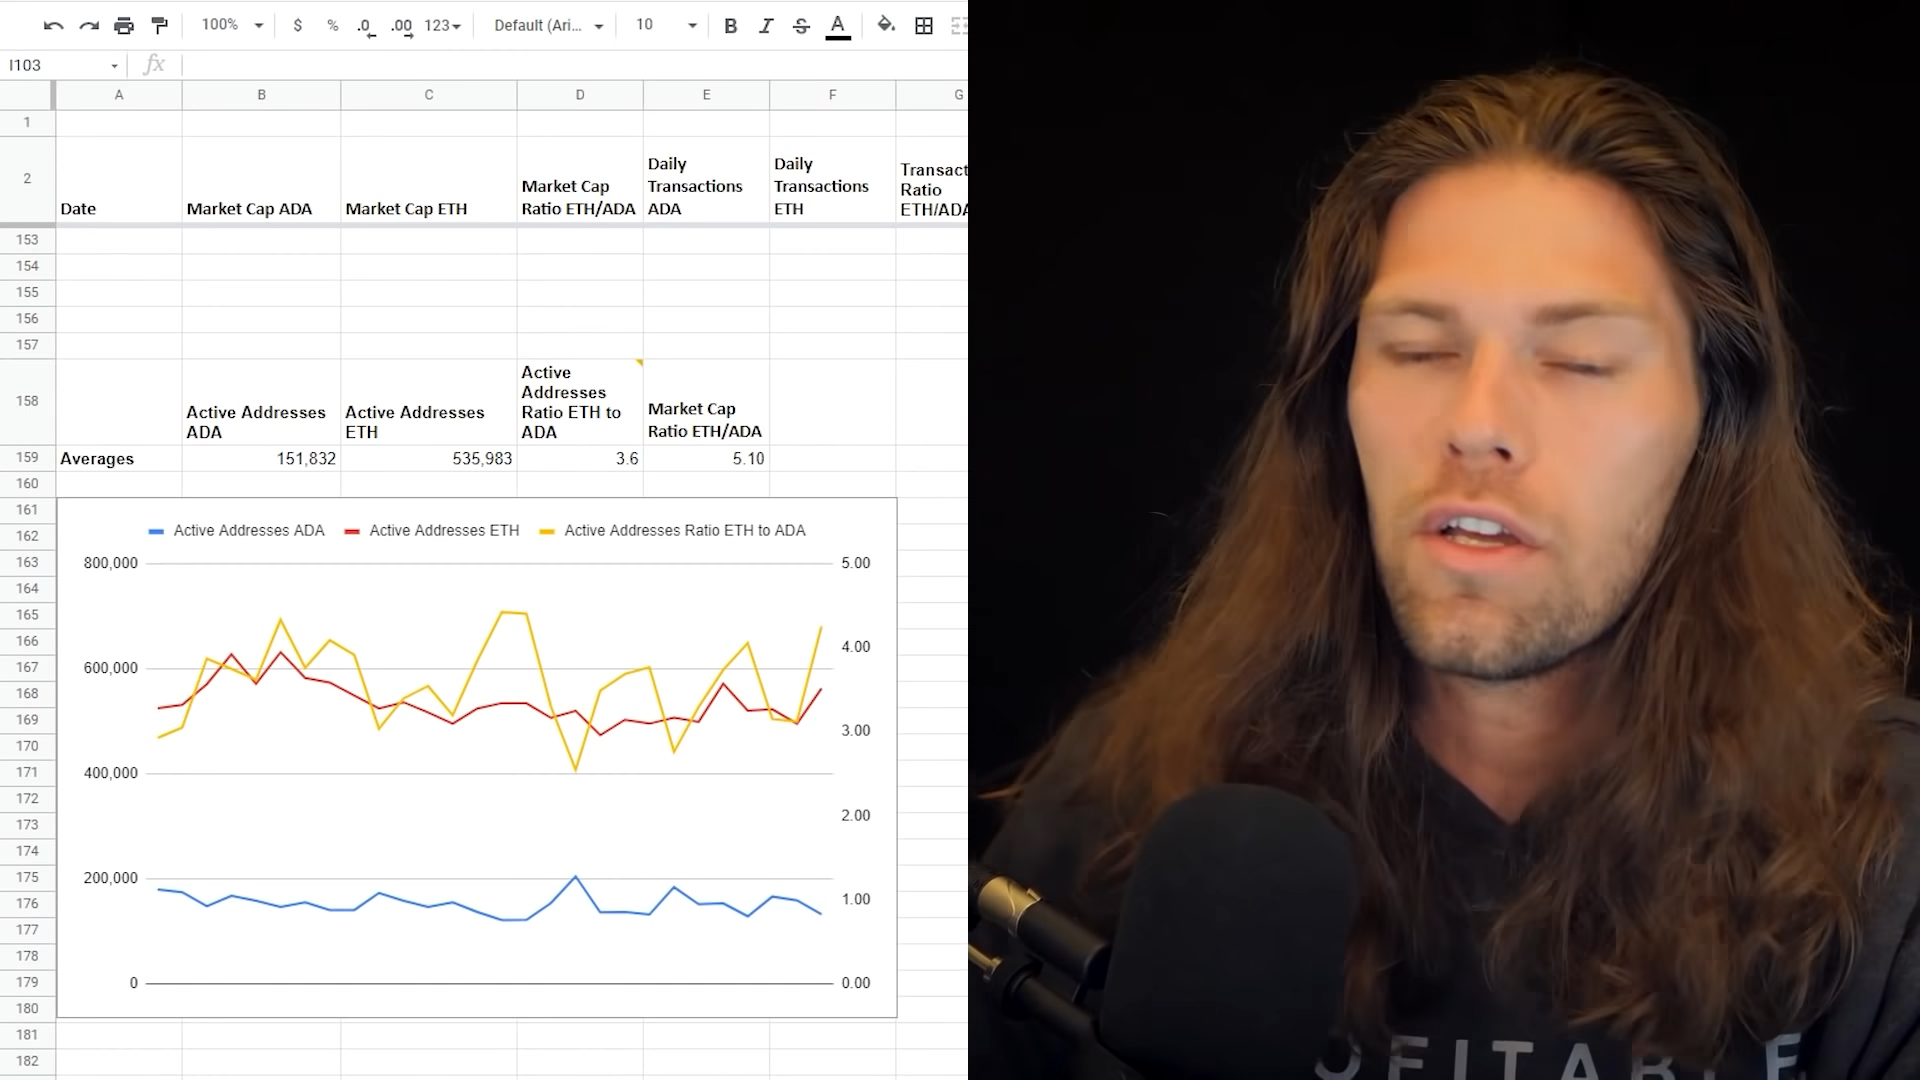 100% $ % .0 .00 123 Default (Ari... 10 B I S A
I103 fx
A B C D E F G
1
2
Date
Market Cap ADA
Market Cap ETH
Market Cap
Ratio ETH/ADA
Daily
Transactions
ADA
Daily
Transactions
ETH
Transact
Ratio
ETH/ADA
153
154
155
156
157
158
Active Addresses
ADA
Active Addresses
ETH
Active
Addresses
Ratio ETH to
ADA
Market Cap
Ratio ETH/ADA
159 Averages 151,832 535,983 3.6 5.10
160
161
162
163
164
165
166
167
168
169
170
171
172
173
174
175
176
177
178
179
180
181
182
Active Addresses ADA Active Addresses ETH Active Addresses Ratio ETH to ADA
800,000 5.00
4.00
600,000
3.00
400,000
2.00
200,000
1.00
0 0.00
OFITABLE